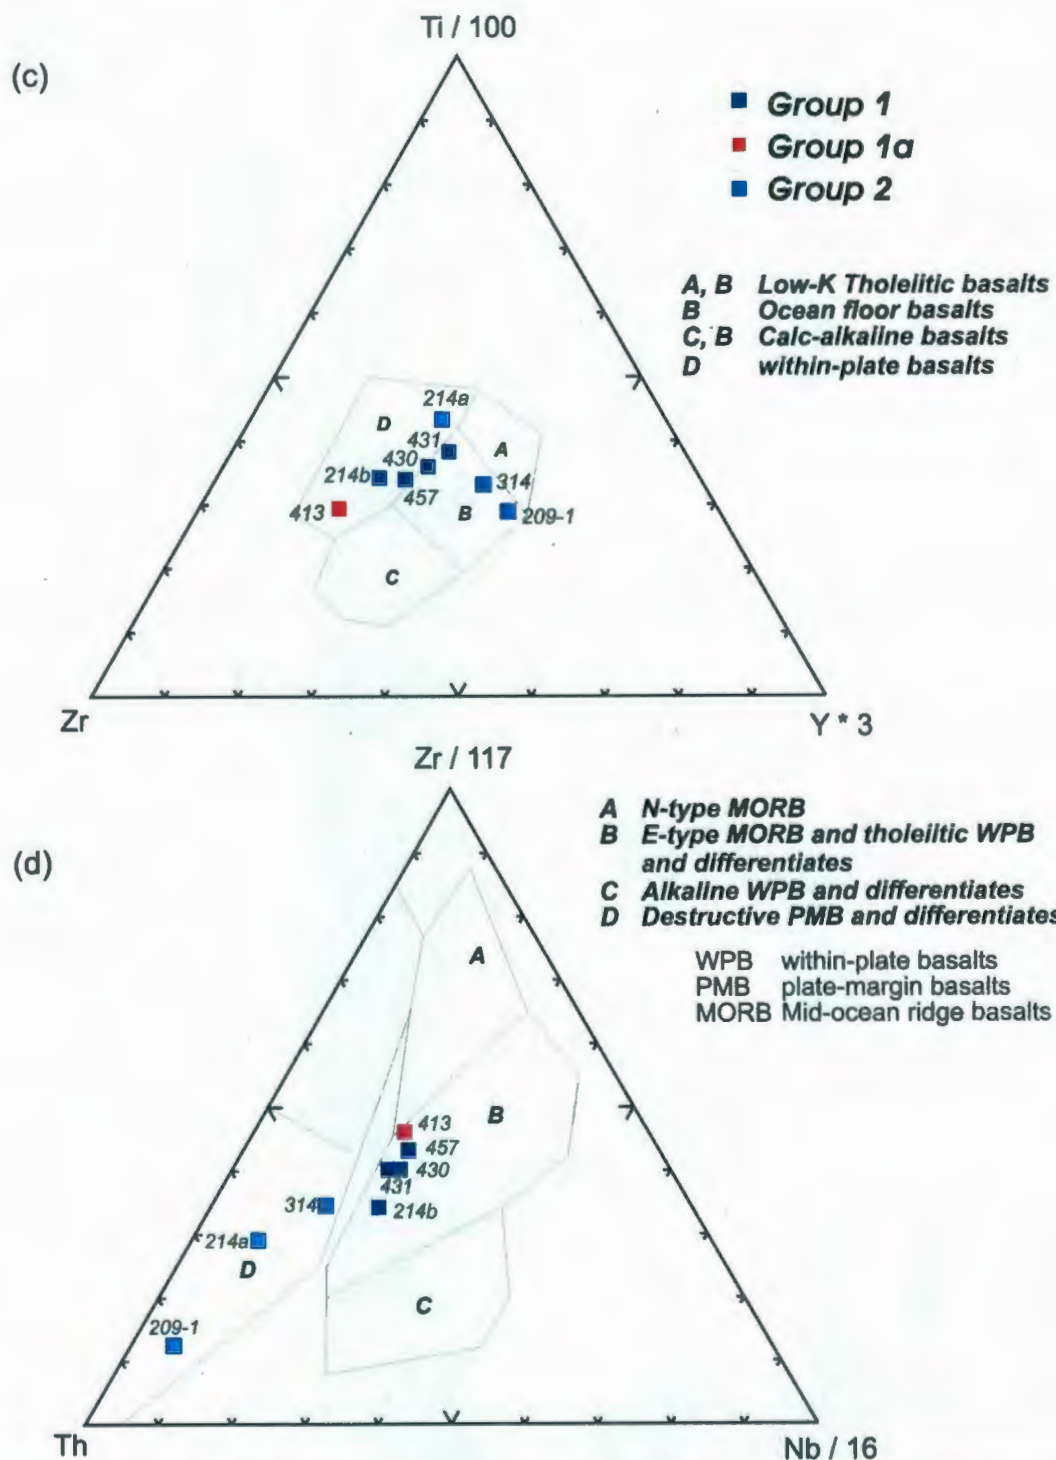 Ti / 100
(c)
Group 1
Group 1a
Group 2
A, B Low-K Tholeiitic basalts
B Ocean floor basalts
C, B Calc-alkaline basalts
D within-plate basalts
214a
D
431
A
430
214b
314
457
413
B
209-1
C
Zr
Y * 3
Zr / 117
(d)
A N-type MORB
B E-type MORB and tholeiitic WPB
and differentiates
C Alkaline WPB and differentiates
D Destructive PMB and differentiates
WPB within-plate basalts
PMB plate-margin basalts
MORB Mid-ocean ridge basalts
A
B
413
457
430
431
314
214b
214a
D
C
209-1
Th
Nb / 16